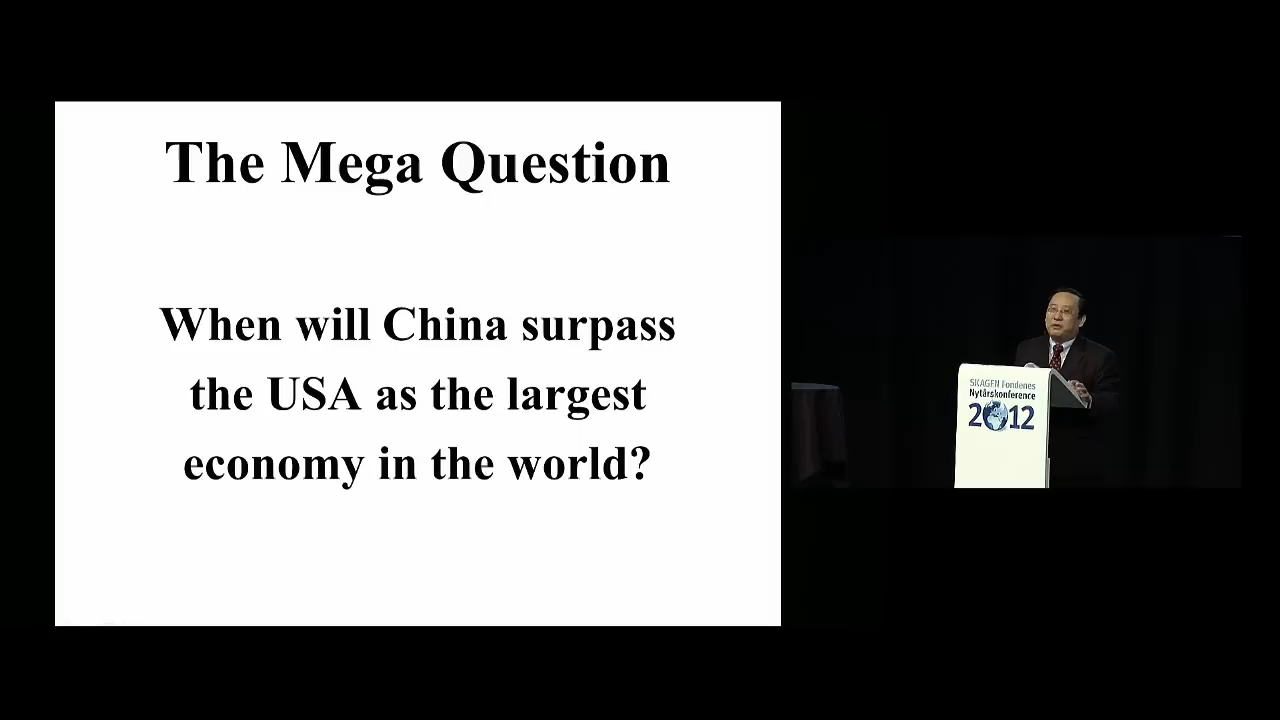 The Mega Question
When will China surpass
the USA as the largest
economy in the world?
SKAGEN Fondenes
Nytårskonference
2012